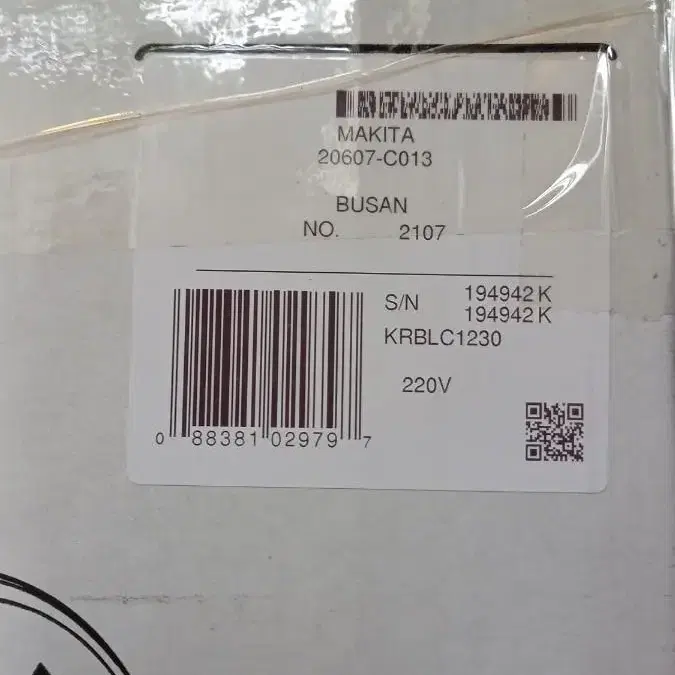 MAKITA
20607-C013
BUSAN
NO. 2107
S/N 194942 K
194942 K
KRBLC1230
220V
0 88381 02979 7